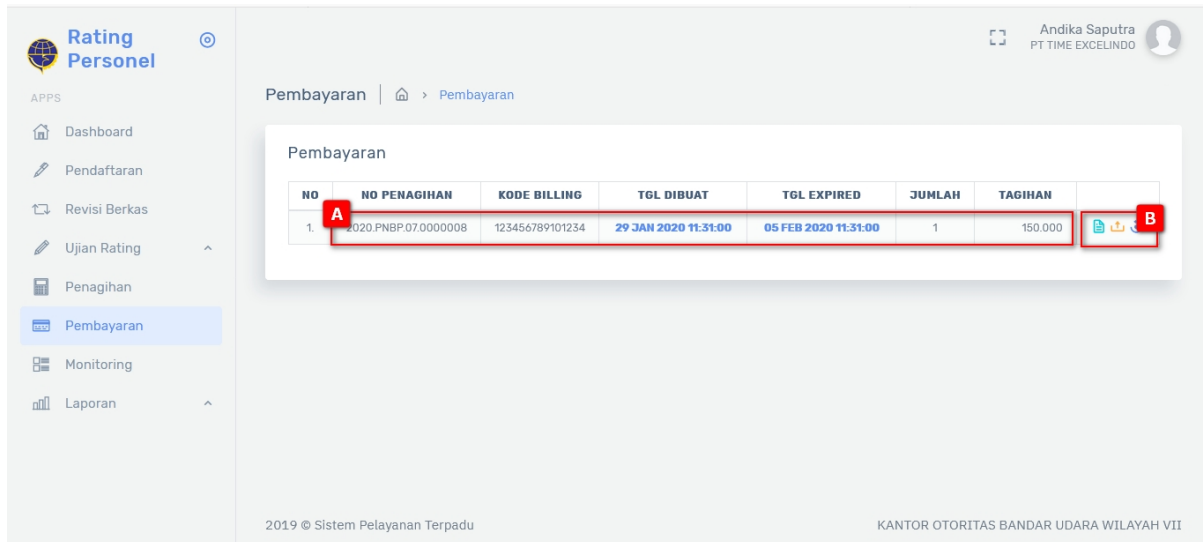 Rating
Personel
Andika Saputra
PT TIME EXCELINDO
APPS
Dashboard
Pendaftaran
Revisi Berkas
Ujian Rating
Penagihan
Pembayaran
Monitoring
Laporan
Pembayaran | > Pembayaran
Pembayaran
NO NO PENAGIHAN KODE BILLING TGL DIBUAT TGL EXPIRED JUMLAH TAGIHAN
A B
1. 2020.PNBP.07.0000008 123456789101234 29 JAN 2020 11:31:00 05 FEB 2020 11:31:00 1 150.000
2019 © Sistem Pelayanan Terpadu
KANTOR OTORITAS BANDAR UDARA WILAYAH VII